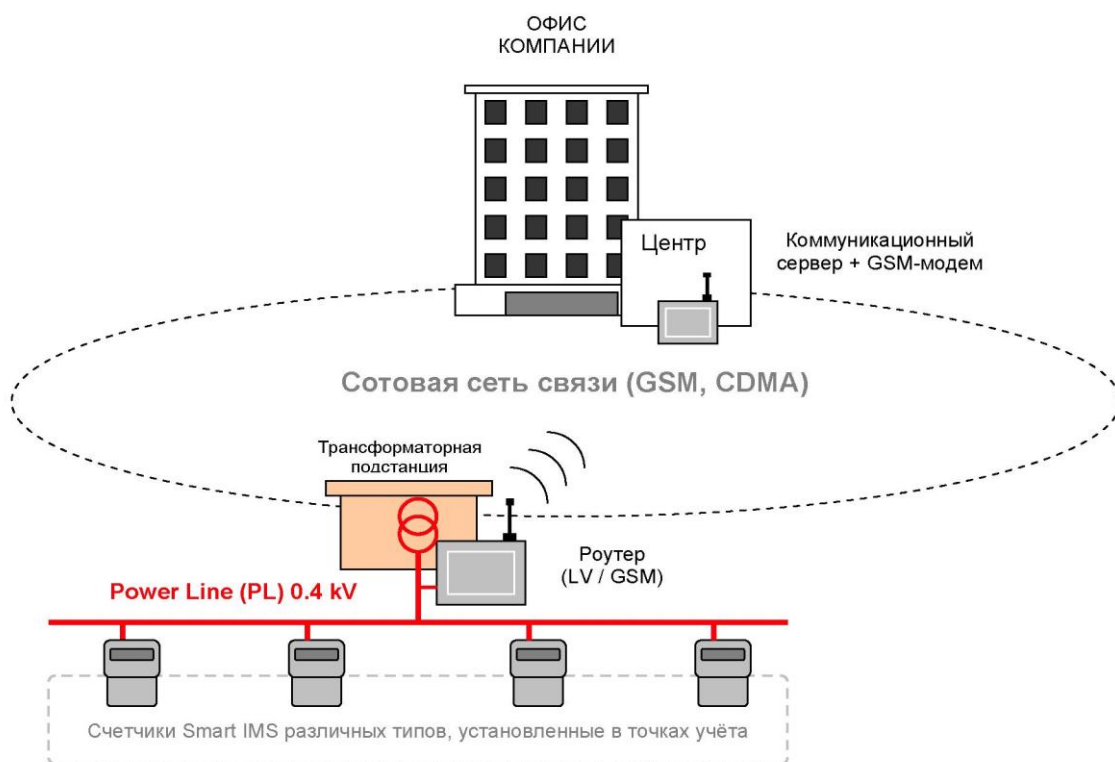 ОФИС
КОМПАНИИ
Центр
Коммуникационный
сервер + GSM-модем
Сотовая сеть связи (GSM, CDMA)
Трансформаторная
подстанция
Роутер
(LV / GSM)
Power Line (PL) 0.4 kV
Счетчики Smart IMS различных типов, установленные в точках учёта